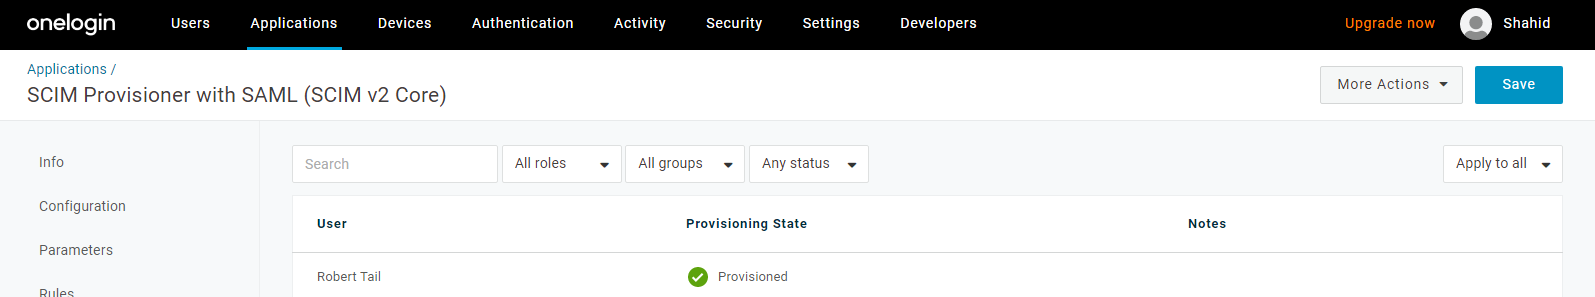 onelogin Users Applications Devices Authentication Activity Security Settings Developers Upgrade now Shahid
Applications /
SCIM Provisioner with SAML (SCIM v2 Core)
More Actions Save
Info
Configuration
Parameters
Rules
Search All roles All groups Any status Apply to all
User Provisioning State Notes
Robert Tail Provisioned